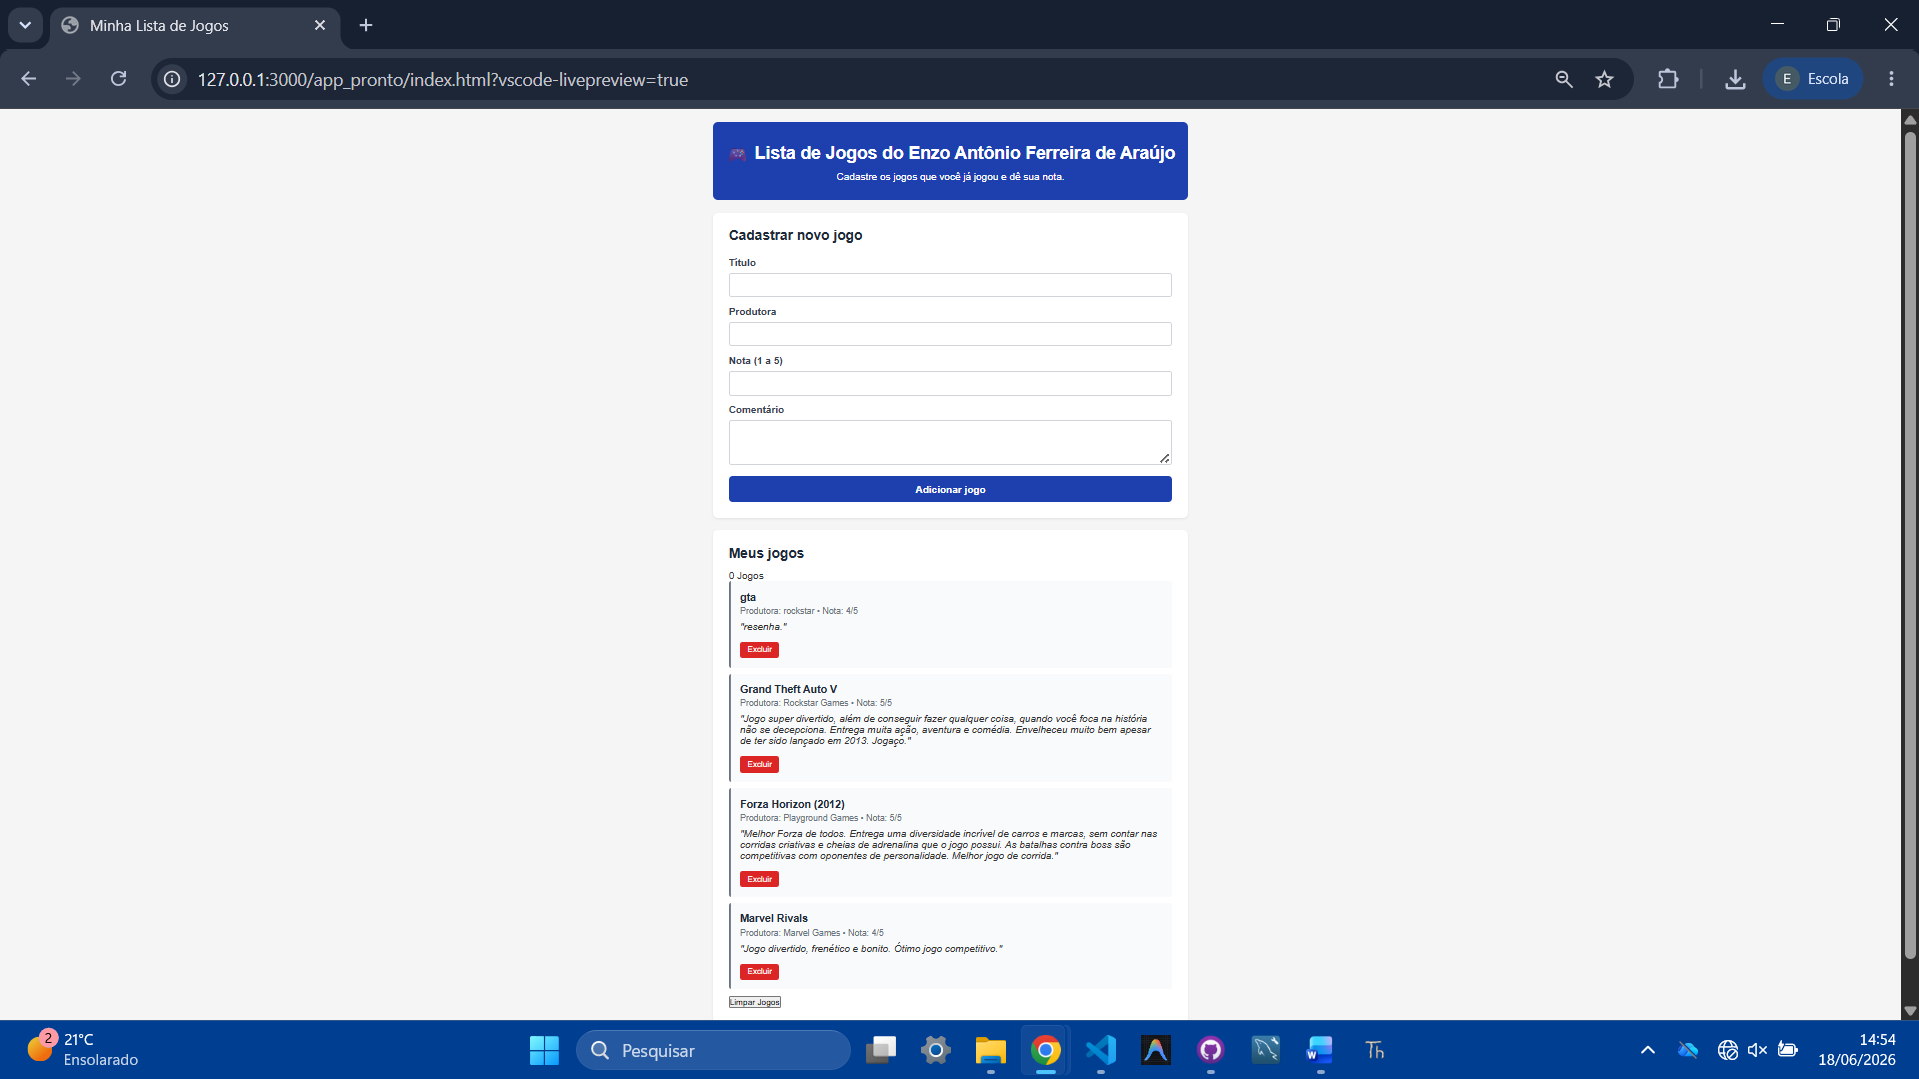 Minha Lista de Jogos
127.0.0.1:3000/app_pronto/index.html?vscode-livepreview=true
E Escola
Lista de Jogos do Enzo Antônio Ferreira de Araújo
Cadastre os jogos que você já jogou e dê sua nota.
Cadastrar novo jogo
Título
Produtora
Nota (1 a 5)
Comentário
Adicionar jogo
Meus jogos
0 Jogos
gta
Produtora: rockstar • Nota: 4/5
"resenha."
Excluir
Grand Theft Auto V
Produtora: Rockstar Games • Nota: 5/5
"Jogo super divertido, além de conseguir fazer qualquer coisa, quando você foca na história
não se decepciona. Entrega muita ação, aventura e comédia. Envelheceu muito bem apesar
de ter sido lançado em 2013. Jogaço."
Excluir
Forza Horizon (2012)
Produtora: Playground Games • Nota: 5/5
"Melhor Forza de todos. Entrega uma diversidade incrível de carros e marcas, sem contar nas
corridas criativas e cheias de adrenalina que o jogo possui. As batalhas contra boss são
competitivas com oponentes de personalidade. Melhor jogo de corrida."
Excluir
Marvel Rivals
Produtora: Marvel Games • Nota: 4/5
"Jogo divertido, frenético e bonito. Ótimo jogo competitivo."
Excluir
Limpar Jogos
2
21°C
Ensolarado
Pesquisar
W
Th
14:54
18/06/2026